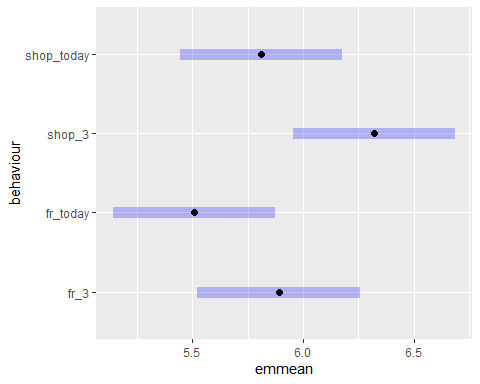 behaviour
shop_today
shop_3
fr_today
fr_3
5.5 6.0 6.5
emmean